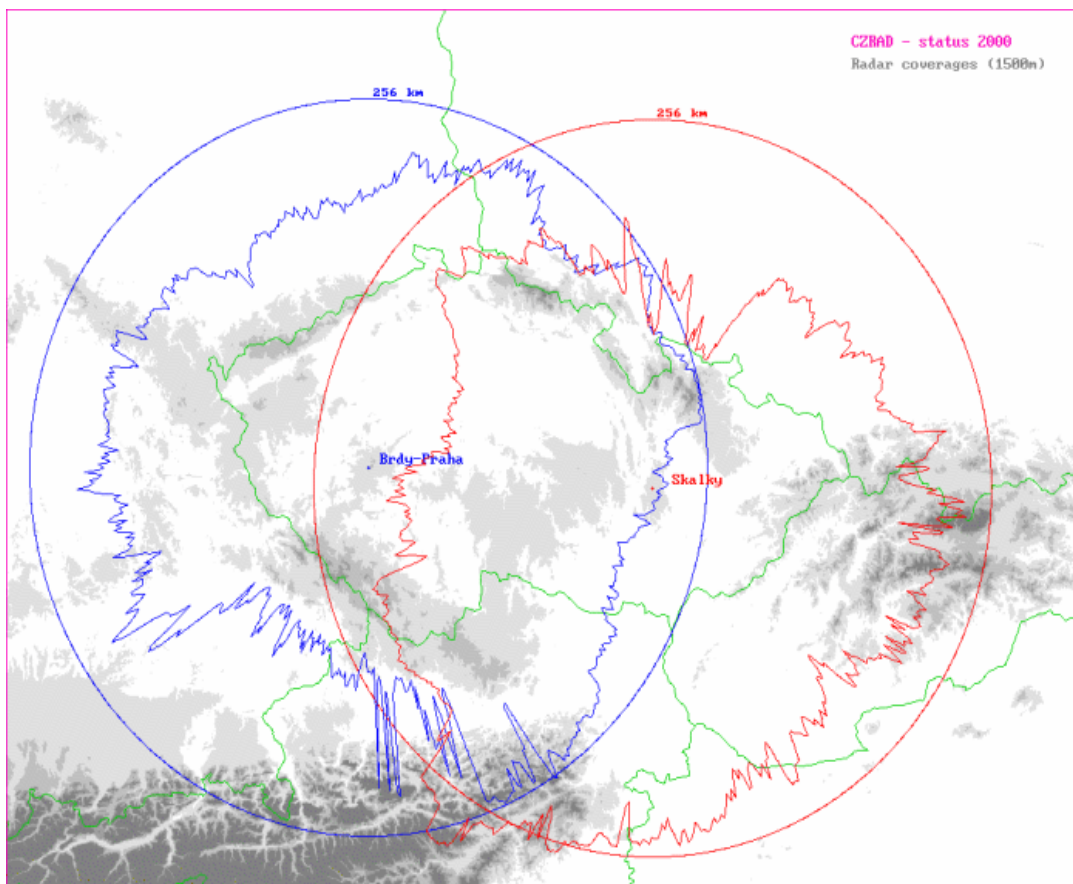 CZRAD - status 2000
Radar coverages (1500m)
256 km
256 km
Brdy-Praha
Skalky